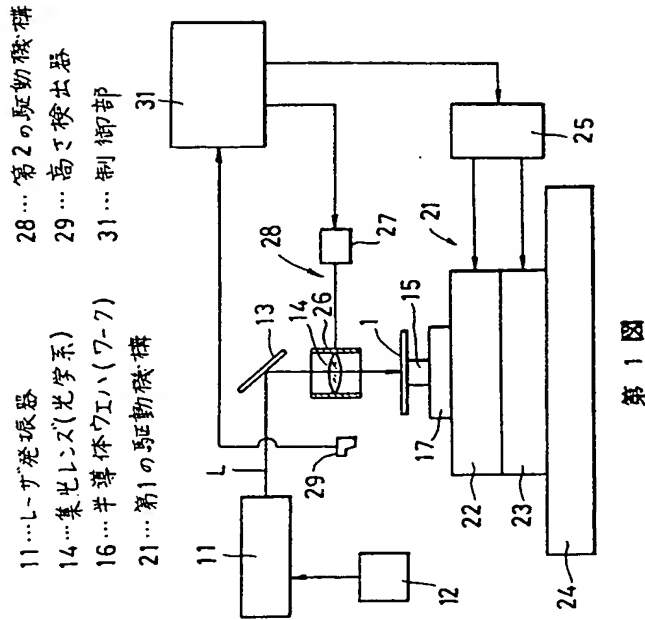 11…レーザ発振器
14…集光レンズ(光学系)
16…半導体ウエハ(ワーク)
21…第1の駆動機構
28…第2の駆動機構
29…高さ検出器
31…制御部
11
12
L
13
14
26
29
28
27
31
1
15
17
21
22
23
24
25
第 1 図